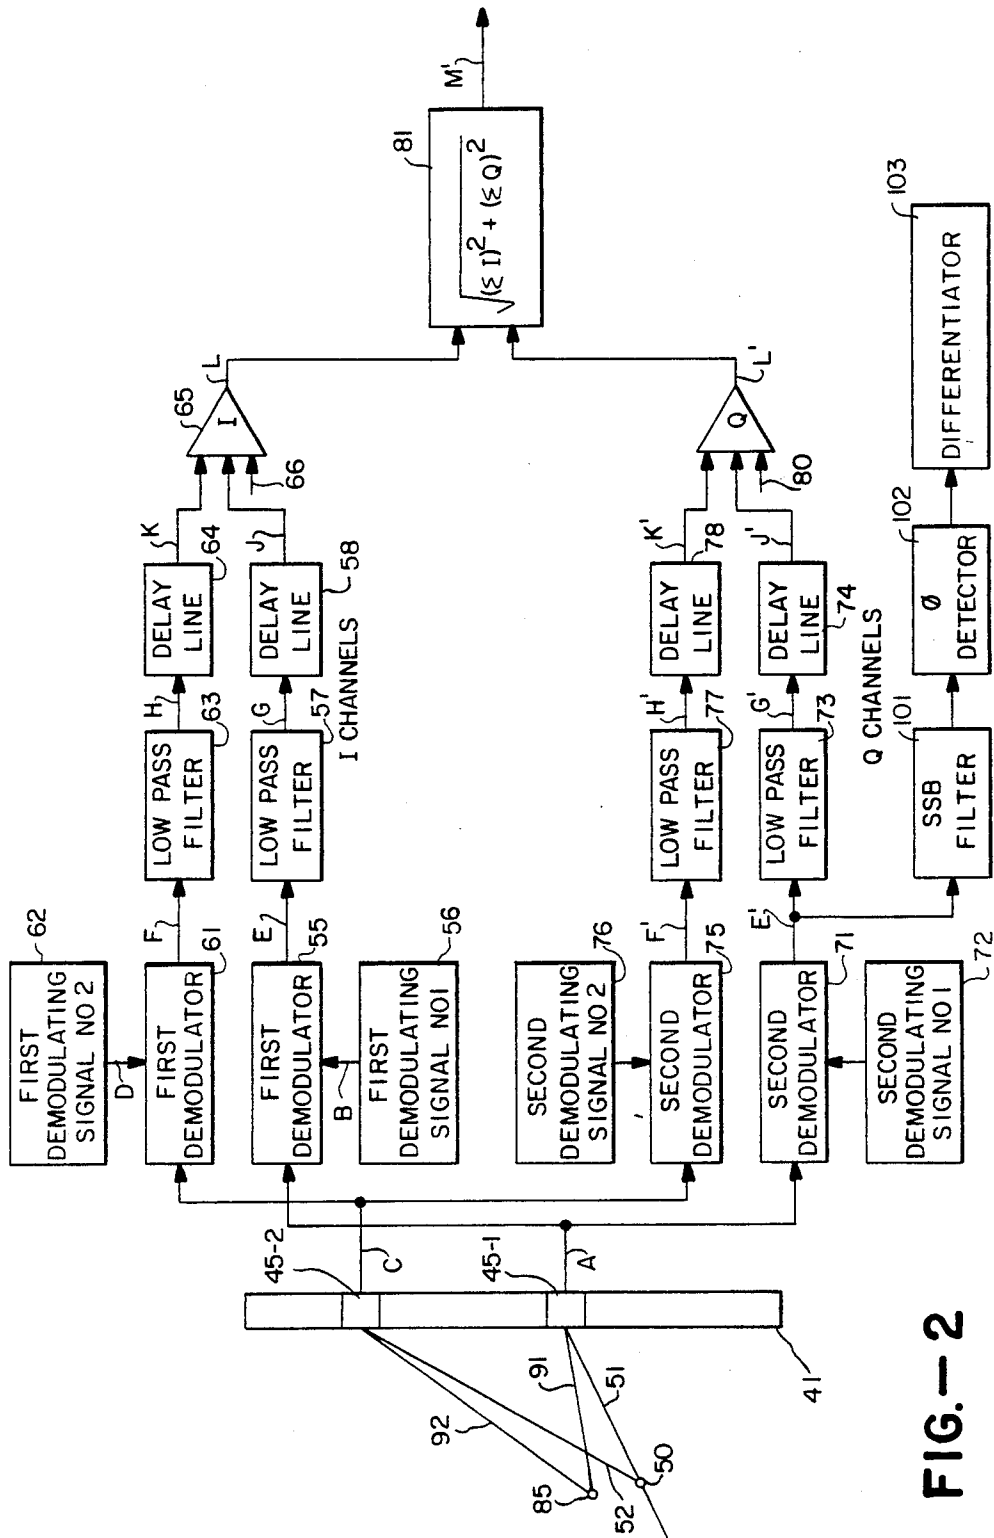 62
FIRST
DEMODULATING
SIGNAL NO 2
D
FIRST
DEMODULATOR
61
F
LOW PASS
FILTER
63
H
DELAY
LINE
64
K
FIRST
DEMODULATOR
55
E
LOW PASS
FILTER
57
G
DELAY
LINE
58
J
I CHANNELS
B
FIRST
DEMODULATING
SIGNAL NO1
56
65
I
66
L
81
√(Σ I)² + (Σ Q)²
M'
SECOND
DEMODULATING
SIGNAL NO 2
76
SECOND
DEMODULATOR
75
F'
LOW PASS
FILTER
77
H'
DELAY
LINE
78
K'
SECOND
DEMODULATOR
71
E'
LOW PASS
FILTER
73
G'
DELAY
LINE
74
J'
Q CHANNELS
Q
80
L'
SECOND
DEMODULATING
SIGNAL NO1
72
101
SSB
FILTER
102
Ø
DETECTOR
103
DIFFERENTIATOR
45-2
C
45-1
A
92
91
51
85
52
50
41
FIG.—2